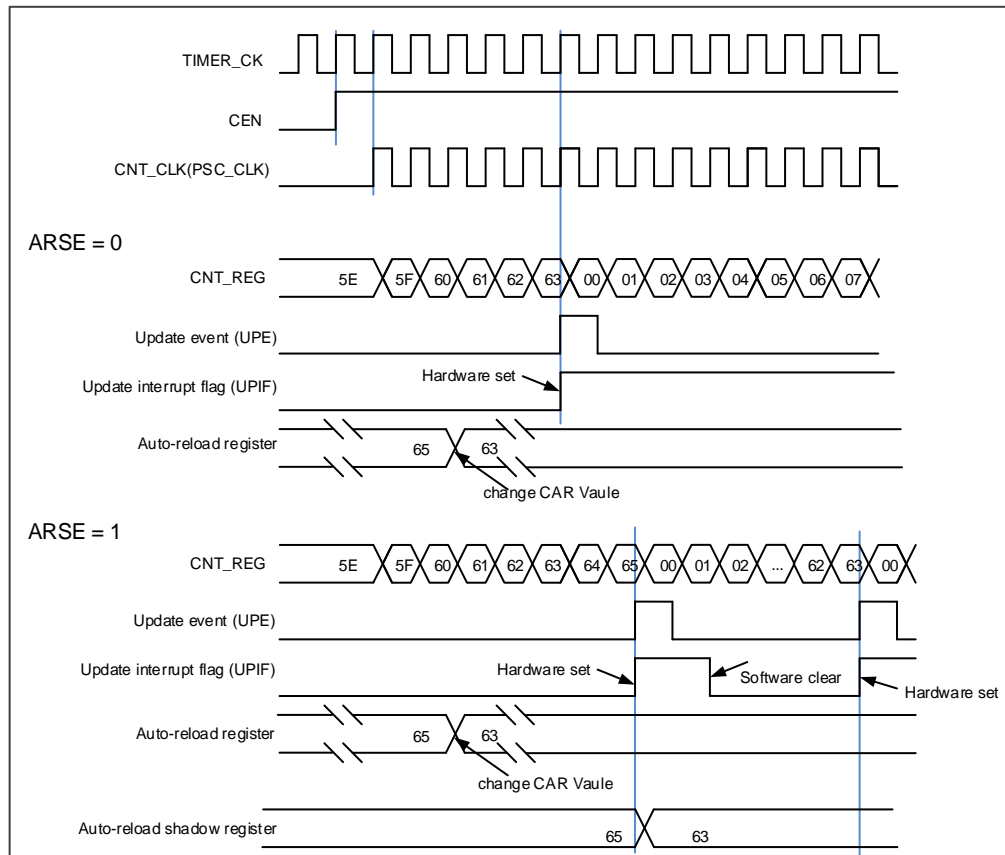 TIMER_CK
CEN
CNT_CLK(PSC_CLK)
ARSE = 0
CNT_REG 5E 5F 60 61 62 63 00 01 02 03 04 05 06 07
Update event (UPE)
Hardware set
Update interrupt flag (UPIF)
Auto-reload register 65 63
change CAR Vaule
ARSE = 1
CNT_REG 5E 5F 60 61 62 63 64 65 00 01 02 ... 62 63 00
Update event (UPE)
Update interrupt flag (UPIF) Hardware set Software clear Hardware set
Auto-reload register 65 63
change CAR Vaule
Auto-reload shadow register 65 63